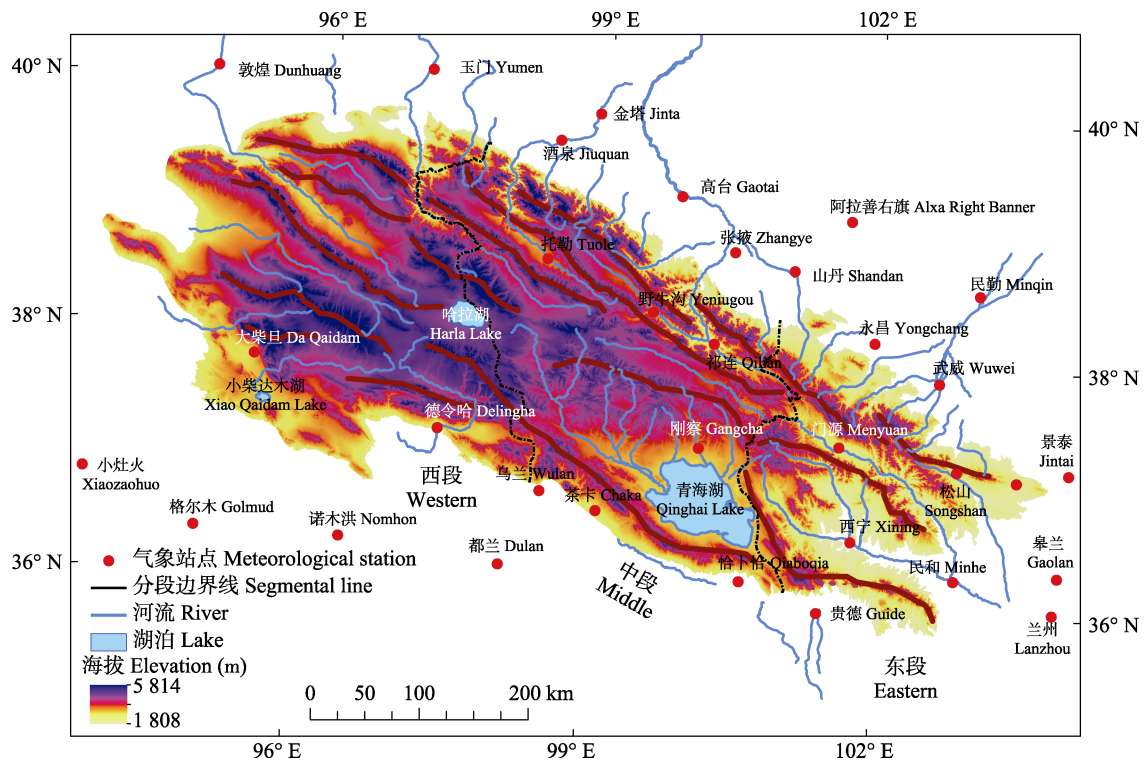 96° E
99° E
102° E
40° N
敦煌 Dunhuang
玉门 Yumen
金塔 Jinta
40° N
酒泉 Jiuquan
高台 Gaotai
阿拉善右旗 Alxa Right Banner
张掖 Zhangye
托勒 Tuole
山丹 Shandan
民勤 Minqin
野牛沟 Yeniugou
38° N
哈拉湖
Harla Lake
永昌 Yongchang
大柴旦 Da Qaidam
祁连 Qilian
武威 Wuwei
38° N
小柴达木湖
Xiao Qaidam Lake
德令哈 Delingha
刚察 Gangcha
门源 Menyuan
景泰
Jintai
小灶火
Xiaozaohuo
西段
Western
乌兰 Wulan
茶卡 Chaka
青海湖
Qinghai Lake
松山
Songshan
格尔木 Golmud
诺木洪 Nomhon
西宁 Xining
都兰 Dulan
皋兰
Gaolan
36° N
恰卜恰 Qiaboqia
民和 Minhe
中段
Middle
贵德 Guide
36° N
兰州
Lanzhou
东段
Eastern
气象站点 Meteorological station
分段边界线 Segmental line
河流 River
湖泊 Lake
海拔 Elevation (m)
5 814
1 808
0 50 100 200 km
96° E
99° E
102° E